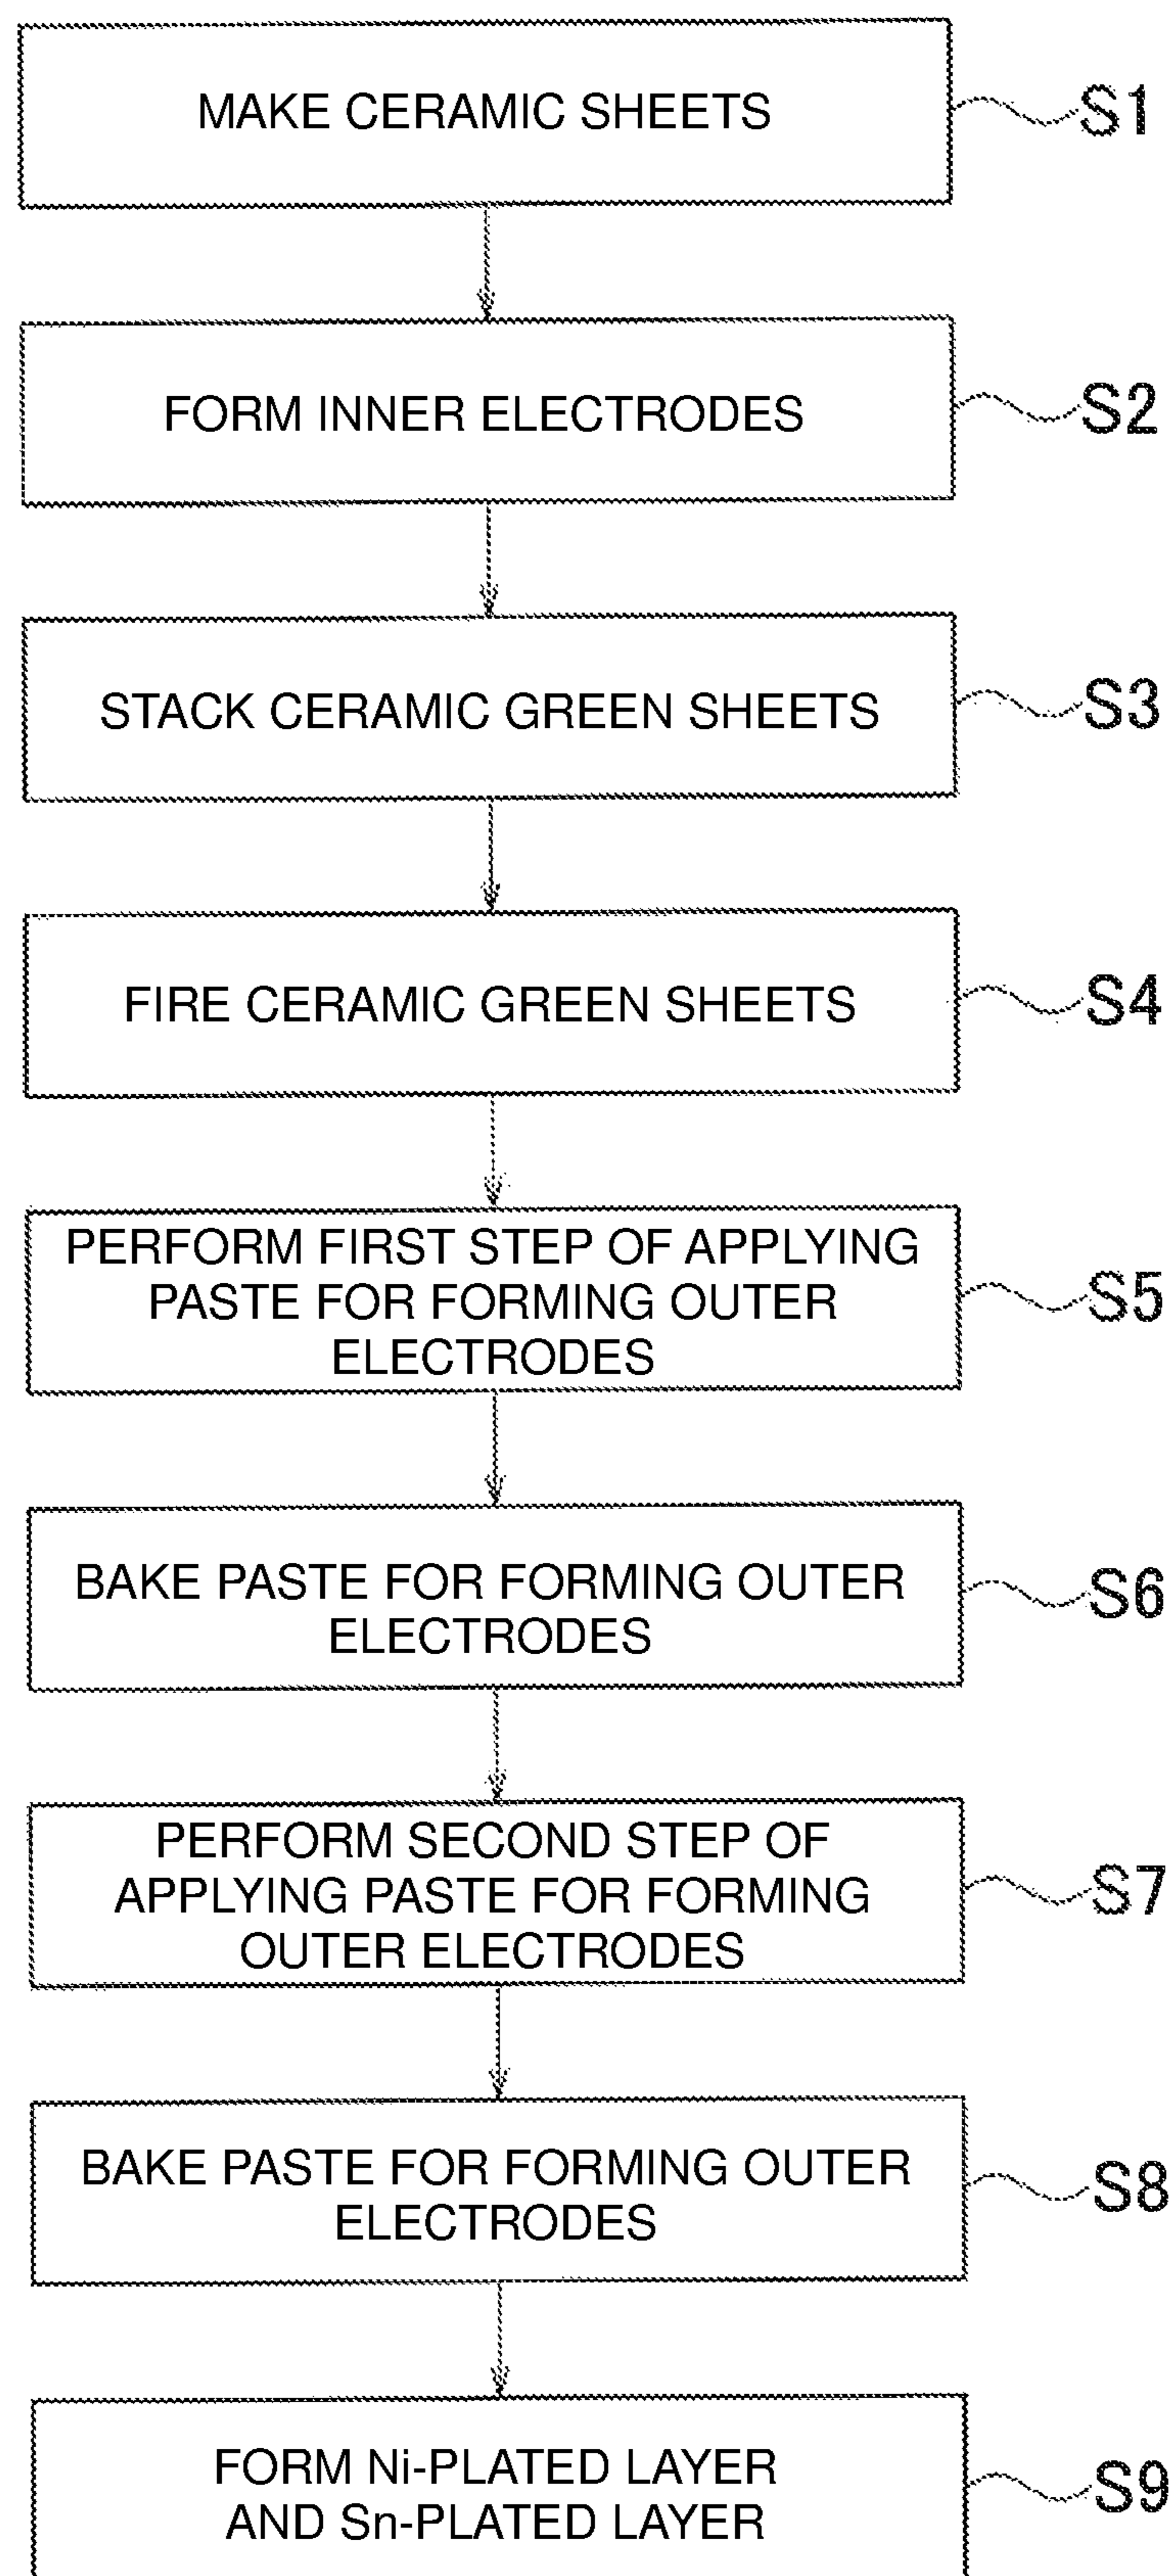 MAKE CERAMIC SHEETS
S1
FORM INNER ELECTRODES
S2
STACK CERAMIC GREEN SHEETS
S3
FIRE CERAMIC GREEN SHEETS
S4
PERFORM FIRST STEP OF APPLYING
PASTE FOR FORMING OUTER
ELECTRODES
S5
BAKE PASTE FOR FORMING OUTER
ELECTRODES
S6
PERFORM SECOND STEP OF
APPLYING PASTE FOR FORMING
OUTER ELECTRODES
S7
BAKE PASTE FOR FORMING OUTER
ELECTRODES
S8
FORM Ni-PLATED LAYER
AND Sn-PLATED LAYER
S9